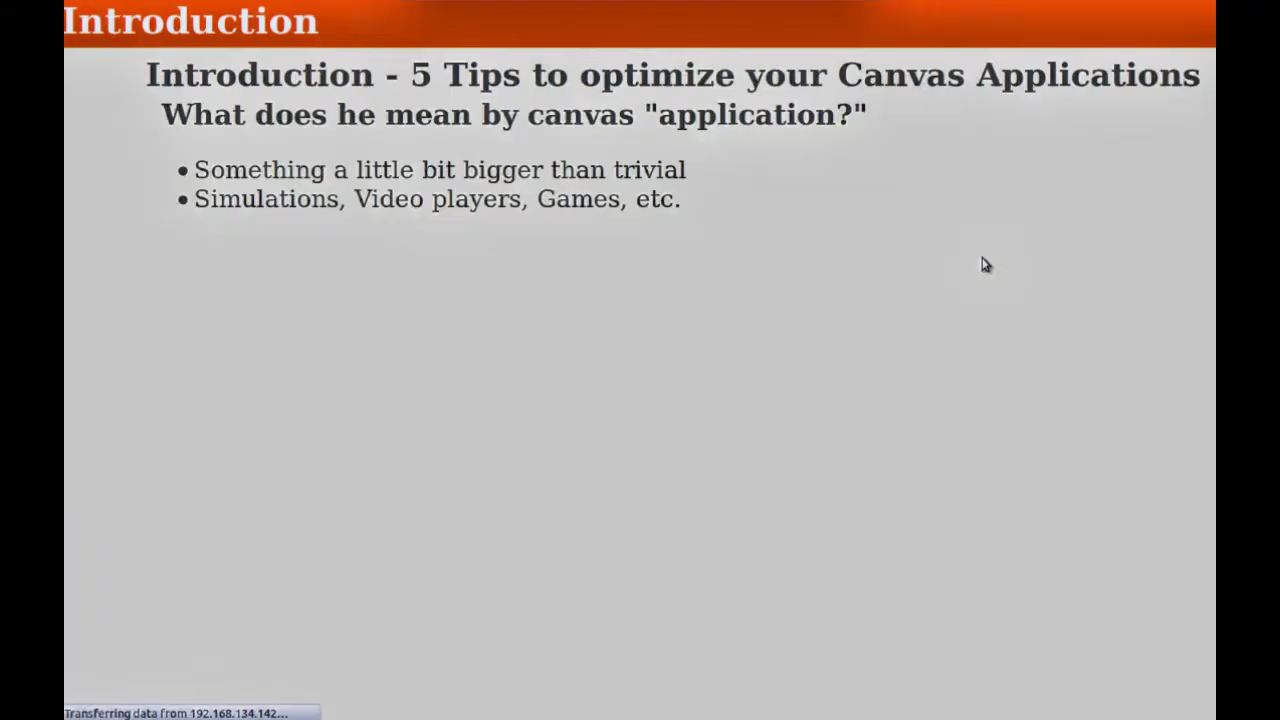 Introduction
Introduction - 5 Tips to optimize your Canvas Applications
What does he mean by canvas "application?"
• Something a little bit bigger than trivial
• Simulations, Video players, Games, etc.
Transferring data from 192.168.134.142...